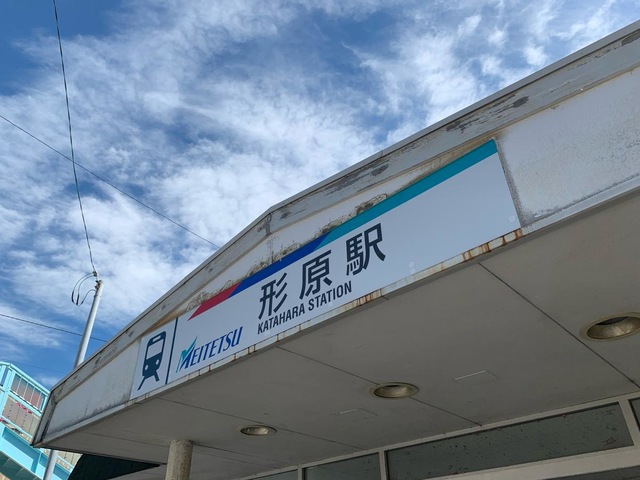 形原駅
KATAHARA STATION
MEITETSU